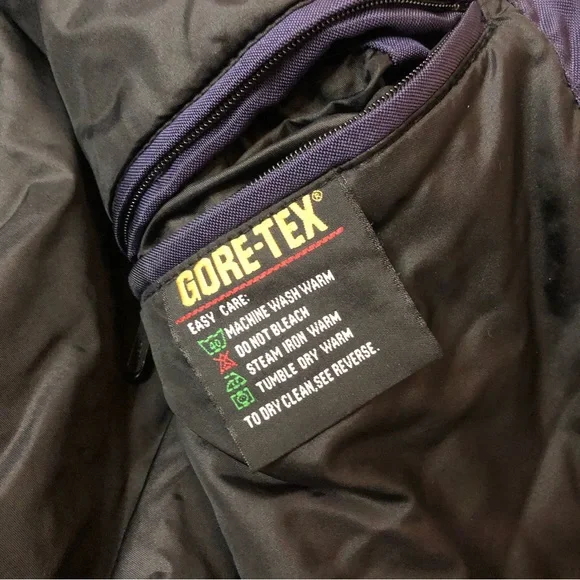 GORE-TEX®
EASY CARE:
40 MACHINE WASH WARM
DO NOT BLEACH
STEAM IRON WARM
TUMBLE DRY WARM
TO DRY CLEAN, SEE REVERSE.